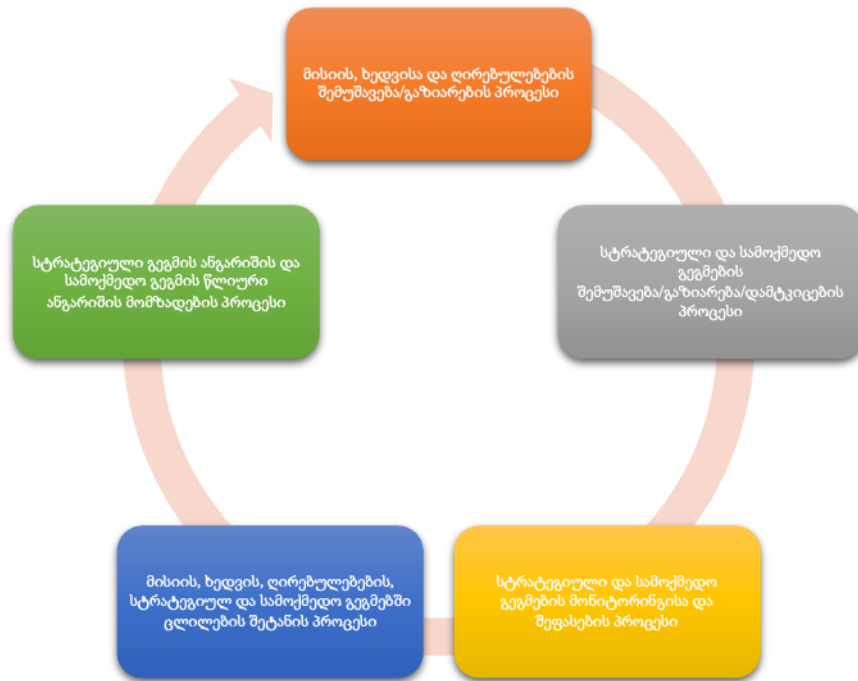 მისიის, ხედვისა და ღირებულებების
შემუშავება/გაზიარების პროცესი
სტრატეგიული და სამოქმედო
გეგმების
შემუშავება/გაზიარება/დამტკიცების
პროცესი
სტრატეგიული და სამოქმედო
გეგმების მონიტორინგისა და
შეფასების პროცესი
მისიის, ხედვის, ღირებულებების,
სტრატეგიულ და სამოქმედო გეგმებში
ცლილების შეტანის პროცესი
სტრატეგიული გეგმის ანგარიშის და
სამოქმედო გეგმის წლიური
ანგარიშის მომზადების პროცესი